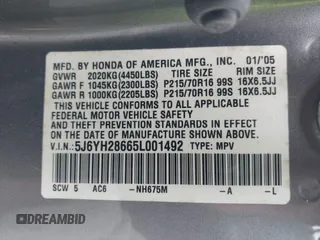 MFD. BY HONDA OF AMERICA MFG., INC. 01/'05
GVWR 2020KG(4450LBS) TIRE SIZE RIM SIZE
GAWR F 1045KG(2300LBS) P215/70R16 99S 16X6.5JJ
GAWR R 1000KG(2205LBS) P215/70R16 99S 16X6.5JJ
THIS VEHICLE CONFORMS TO ALL APPLICABLE
FEDERAL MOTOR VEHICLE SAFETY AND
THEFT PREVENTION STANDARDS IN EFFECT ON
THE DATE OF MANUFACTURE SHOWN ABOVE.
V.I.N: 5J6YH28665L001492 TYPE: MPV
SCW 5 AC6 -NH675M -A -L
DREAMBID